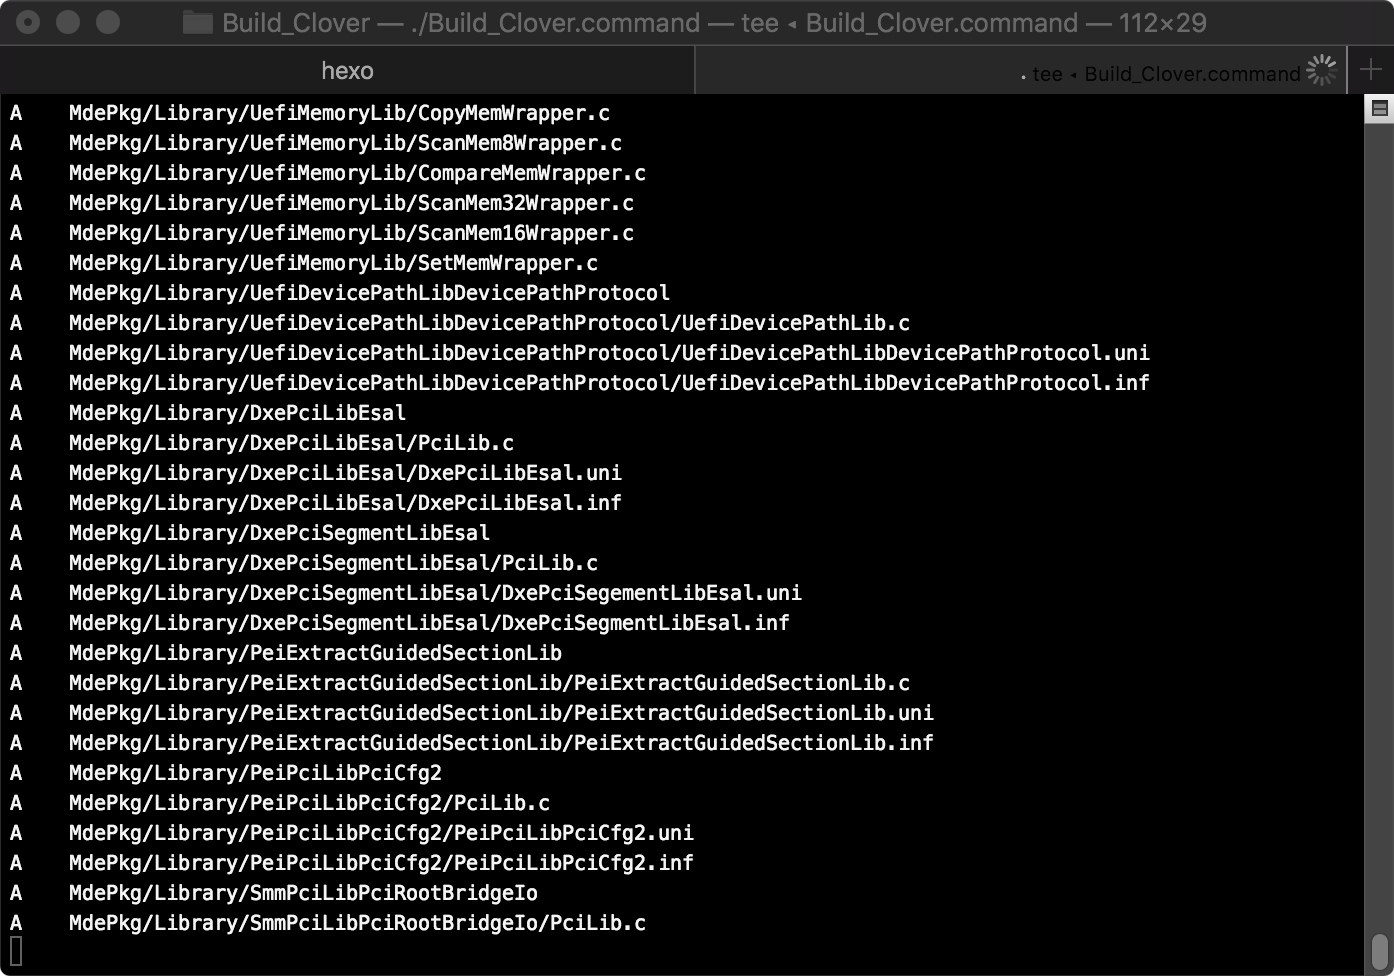 Build_Clover — ./Build_Clover.command — tee ◂ Build_Clover.command — 112×29
hexo
. tee ◂ Build_Clover.command
A    MdePkg/Library/UefiMemoryLib/CopyMemWrapper.c
A    MdePkg/Library/UefiMemoryLib/ScanMem8Wrapper.c
A    MdePkg/Library/UefiMemoryLib/CompareMemWrapper.c
A    MdePkg/Library/UefiMemoryLib/ScanMem32Wrapper.c
A    MdePkg/Library/UefiMemoryLib/ScanMem16Wrapper.c
A    MdePkg/Library/UefiMemoryLib/SetMemWrapper.c
A    MdePkg/Library/UefiDevicePathLibDevicePathProtocol
A    MdePkg/Library/UefiDevicePathLibDevicePathProtocol/UefiDevicePathLib.c
A    MdePkg/Library/UefiDevicePathLibDevicePathProtocol/UefiDevicePathLibDevicePathProtocol.uni
A    MdePkg/Library/UefiDevicePathLibDevicePathProtocol/UefiDevicePathLibDevicePathProtocol.inf
A    MdePkg/Library/DxePciLibEsal
A    MdePkg/Library/DxePciLibEsal/PciLib.c
A    MdePkg/Library/DxePciLibEsal/DxePciLibEsal.uni
A    MdePkg/Library/DxePciLibEsal/DxePciLibEsal.inf
A    MdePkg/Library/DxePciSegmentLibEsal
A    MdePkg/Library/DxePciSegmentLibEsal/PciLib.c
A    MdePkg/Library/DxePciSegmentLibEsal/DxePciSegementLibEsal.uni
A    MdePkg/Library/DxePciSegmentLibEsal/DxePciSegmentLibEsal.inf
A    MdePkg/Library/PeiExtractGuidedSectionLib
A    MdePkg/Library/PeiExtractGuidedSectionLib/PeiExtractGuidedSectionLib.c
A    MdePkg/Library/PeiExtractGuidedSectionLib/PeiExtractGuidedSectionLib.uni
A    MdePkg/Library/PeiExtractGuidedSectionLib/PeiExtractGuidedSectionLib.inf
A    MdePkg/Library/PeiPciLibPciCfg2
A    MdePkg/Library/PeiPciLibPciCfg2/PciLib.c
A    MdePkg/Library/PeiPciLibPciCfg2/PeiPciLibPciCfg2.uni
A    MdePkg/Library/PeiPciLibPciCfg2/PeiPciLibPciCfg2.inf
A    MdePkg/Library/SmmPciLibPciRootBridgeIo
A    MdePkg/Library/SmmPciLibPciRootBridgeIo/PciLib.c